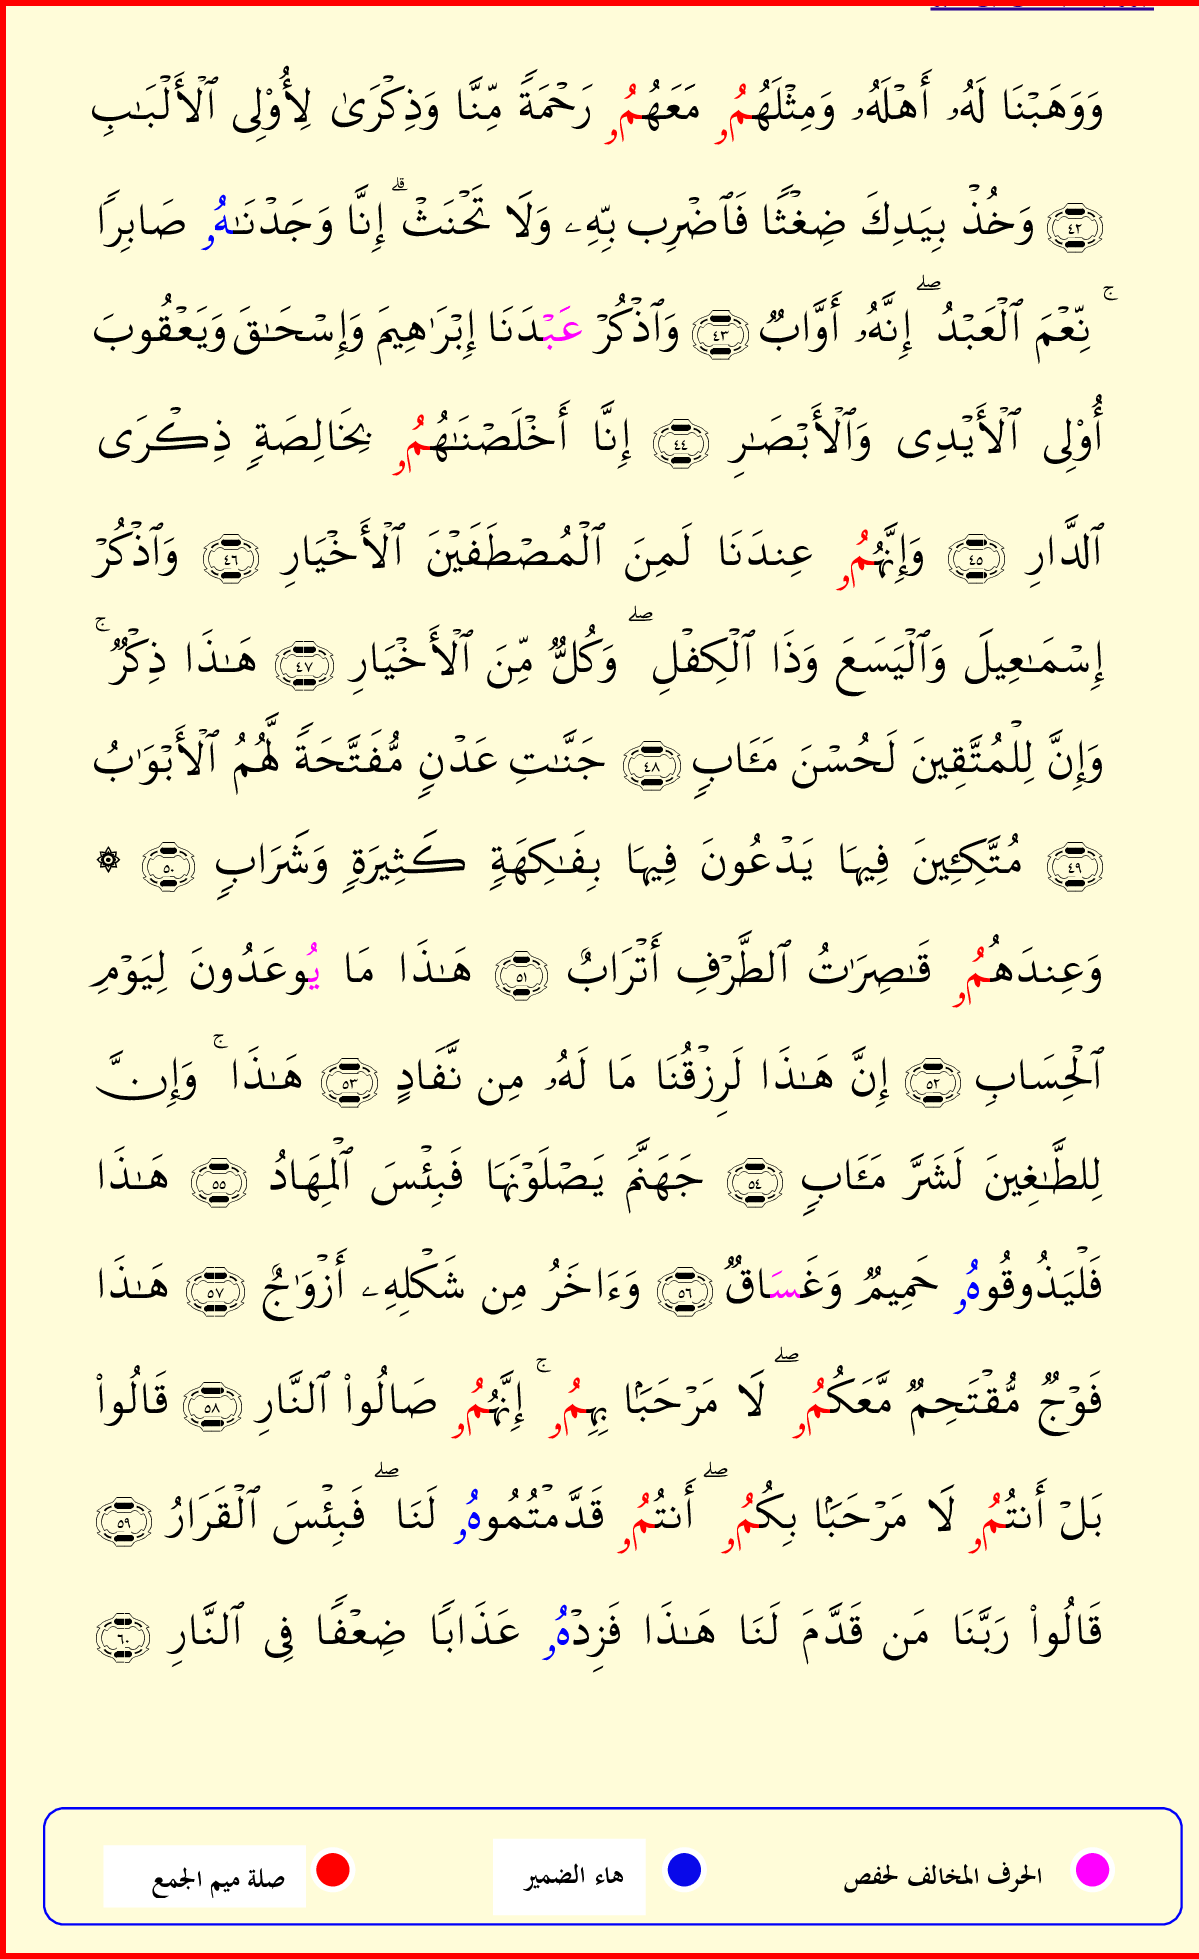 وَوَهَبْنَا لَهُۥ أَهْلَهُۥ وَمِثْلَهُمُۥ مَعَهُمُۥ رَحْمَةً مِّنَّا وَذِكْرَىٰ لِأُوْلِى ٱلْأَلْبَٰبِ
٤٢ وَخُذْ بِيَدِكَ ضِغْثًا فَٱضْرِب بِّهِۦ وَلَا تَحْنَثْ ۗ إِنَّا وَجَدْنَٰهُۥ صَابِرًا
ۚ نِّعْمَ ٱلْعَبْدُ ۖ إِنَّهُۥ أَوَّابٌ ٤٣ وَٱذْكُرْ عَبْدَنَا إِبْرَٰهِيمَ وَإِسْحَٰقَ وَيَعْقُوبَ
أُوْلِى ٱلْأَيْدِى وَٱلْأَبْصَٰرِ ٤٤ إِنَّا أَخْلَصْنَٰهُمُۥ بِخَالِصَةٍ ذِكْرَى
ٱلدَّارِ ٤٥ وَإِنَّهُمُۥ عِندَنَا لَمِنَ ٱلْمُصْطَفَيْنَ ٱلْأَخْيَارِ ٤٦ وَٱذْكُرْ
إِسْمَٰعِيلَ وَٱلْيَسَعَ وَذَا ٱلْكِفْلِ ۖ وَكُلٌّ مِّنَ ٱلْأَخْيَارِ ٤٧ هَٰذَا ذِكْرٌ ۚ
وَإِنَّ لِلْمُتَّقِينَ لَحُسْنَ مَـَٔابٍ ٤٨ جَنَّٰتِ عَدْنٍ مُّفَتَّحَةً لَّهُمُ ٱلْأَبْوَٰبُ
٤٩ مُتَّكِـِٔينَ فِيهَا يَدْعُونَ فِيهَا بِفَٰكِهَةٍ كَثِيرَةٍ وَشَرَابٍ ٥٠ ۞
وَعِندَهُمُۥ قَٰصِرَٰتُ ٱلطَّرْفِ أَتْرَابٌ ٥١ هَٰذَا مَا يُوعَدُونَ لِيَوْمِ
ٱلْحِسَابِ ٥٢ إِنَّ هَٰذَا لَرِزْقُنَا مَا لَهُۥ مِن نَّفَادٍ ٥٣ هَٰذَا ۚ وَإِنَّ
لِلطَّٰغِينَ لَشَرَّ مَـَٔابٍ ٥٤ جَهَنَّمَ يَصْلَوْنَهَا فَبِئْسَ ٱلْمِهَادُ ٥٥ هَٰذَا
فَلْيَذُوقُوهُۥ حَمِيمٌ وَغَسَاقٌ ٥٦ وَءَاخَرُ مِن شَكْلِهِۦ أَزْوَٰجٌ ٥٧ هَٰذَا
فَوْجٌ مُّقْتَحِمٌ مَّعَكُمُۥ ۖ لَا مَرْحَبًۢا بِهِمُۥ ۚ إِنَّهُمُۥ صَالُواْ ٱلنَّارِ ٥٨ قَالُواْ
بَلْ أَنتُمُۥ لَا مَرْحَبًۢا بِكُمُۥ ۖ أَنتُمُۥ قَدَّمْتُمُوهُۥ لَنَا ۖ فَبِئْسَ ٱلْقَرَارُ ٥٩
قَالُواْ رَبَّنَا مَن قَدَّمَ لَنَا هَٰذَا فَزِدْهُۥ عَذَابًا ضِعْفًا فِى ٱلنَّارِ ٦٠
الحرف المخالف لحفص هاء الضمير صلة ميم الجمع